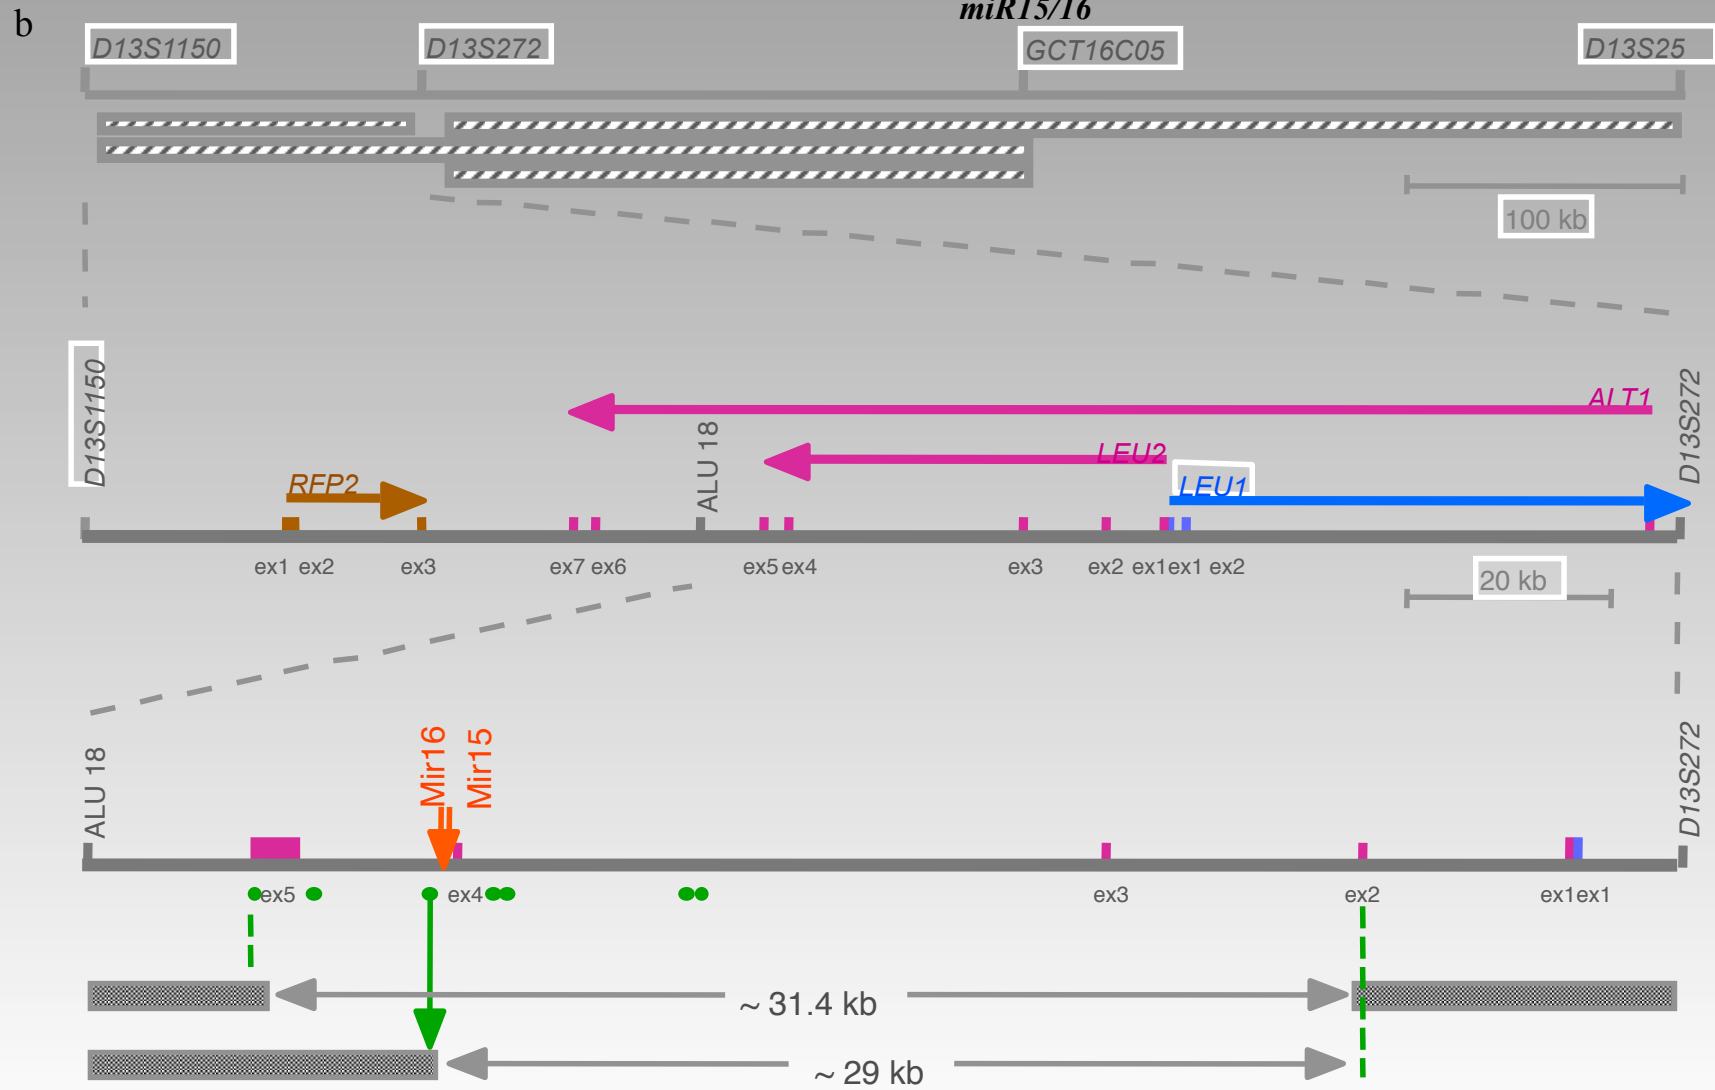 b
miR15/16
D13S1150
D13S272
GCT16C05
D13S25
100 kb
D13S1150
D13S272
ALT1
ALU 18
LEU2
RFP2
LEU1
ex1 ex2 ex3 ex7 ex6 ex5 ex4 ex3 ex2 ex1 ex1 ex2
20 kb
ALU 18
Mir16
Mir15
D13S272
ex5 ex4 ex3 ex2 ex1 ex1
~ 31.4 kb
~ 29 kb